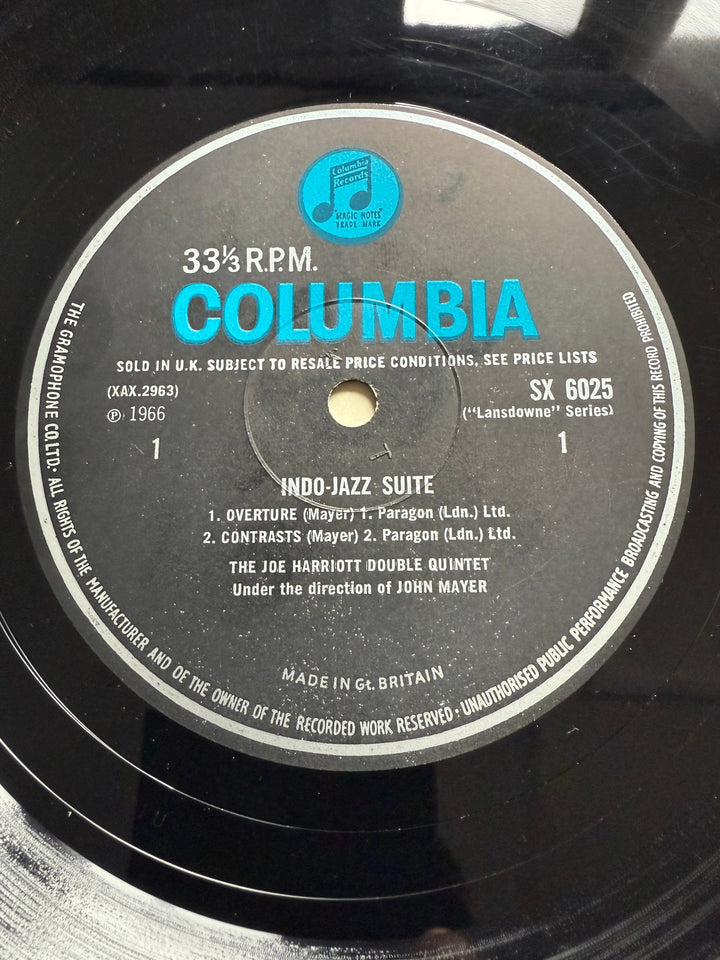 Columbia
Records
MAGIC NOTES
TRADE MARK
33⅓ R.P.M.
COLUMBIA
SOLD IN U.K. SUBJECT TO RESALE PRICE CONDITIONS, SEE PRICE LISTS
(XAX.2963)
SX 6025
℗ 1966
("Lansdowne" Series)
1
1
INDO-JAZZ SUITE
1. OVERTURE (Mayer) 1. Paragon (Ldn.) Ltd.
2. CONTRASTS (Mayer) 2. Paragon (Ldn.) Ltd.
THE JOE HARRIOTT DOUBLE QUINTET
Under the direction of JOHN MAYER
MADE IN Gt. BRITAIN
THE GRAMOPHONE CO. LTD. ALL RIGHTS OF THE MANUFACTURER AND OF THE OWNER OF THE RECORDED WORK RESERVED · UNAUTHORISED PUBLIC PERFORMANCE BROADCASTING AND COPYING OF THIS RECORD PROHIBITED